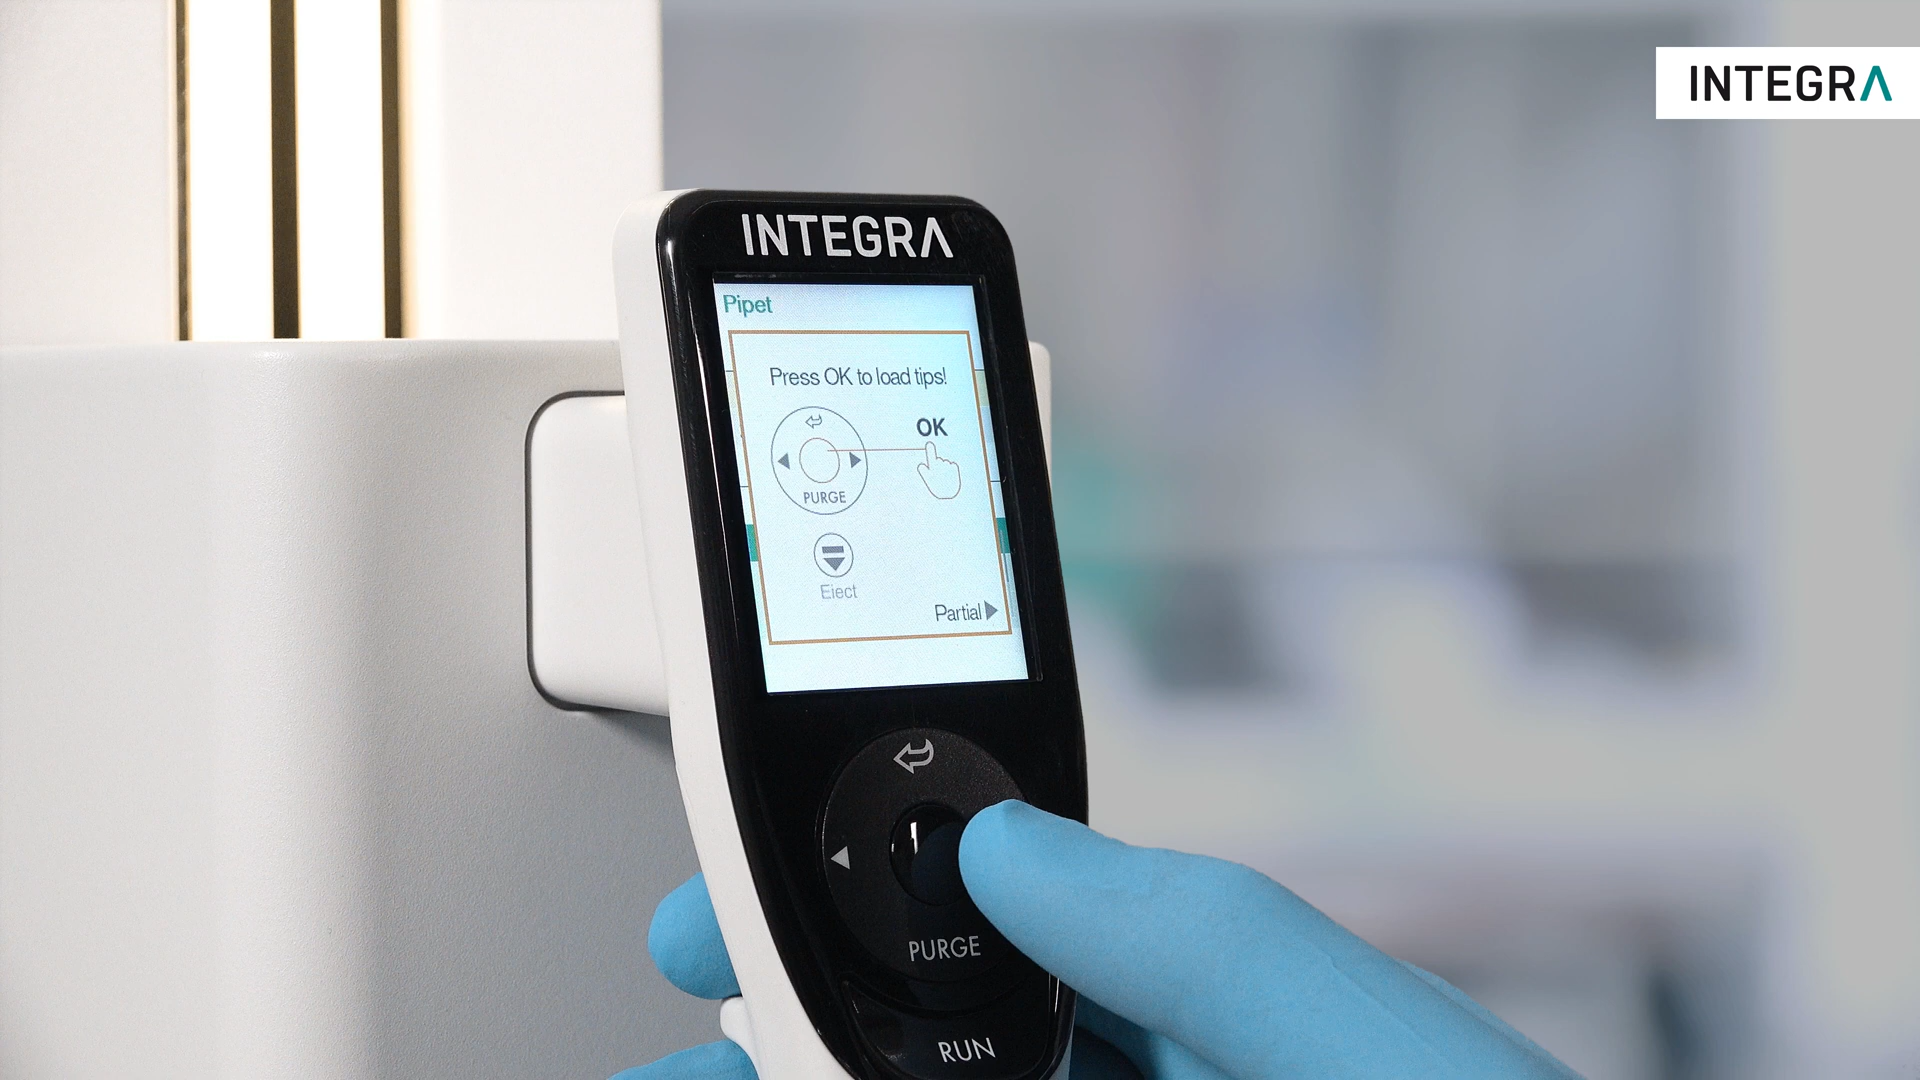 INTEGRA
INTEGRA
Pipet
Press OK to load tips!
OK
PURGE
Eject
Partial
PURGE
RUN